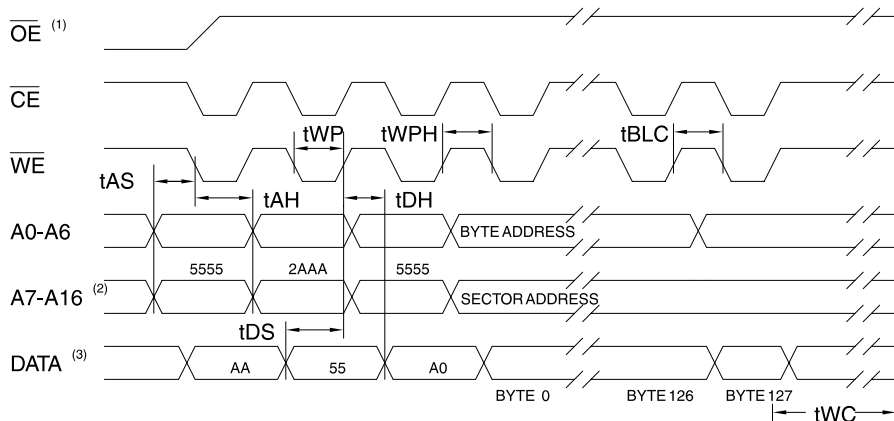 OE (1)
CE
tWP tWPH tBLC
WE
tAS
tAH tDH
A0-A6 BYTE ADDRESS
5555 2AAA 5555
A7-A16 (2) SECTOR ADDRESS
tDS
DATA (3) AA 55 A0
BYTE 0 BYTE 126 BYTE 127
tWC